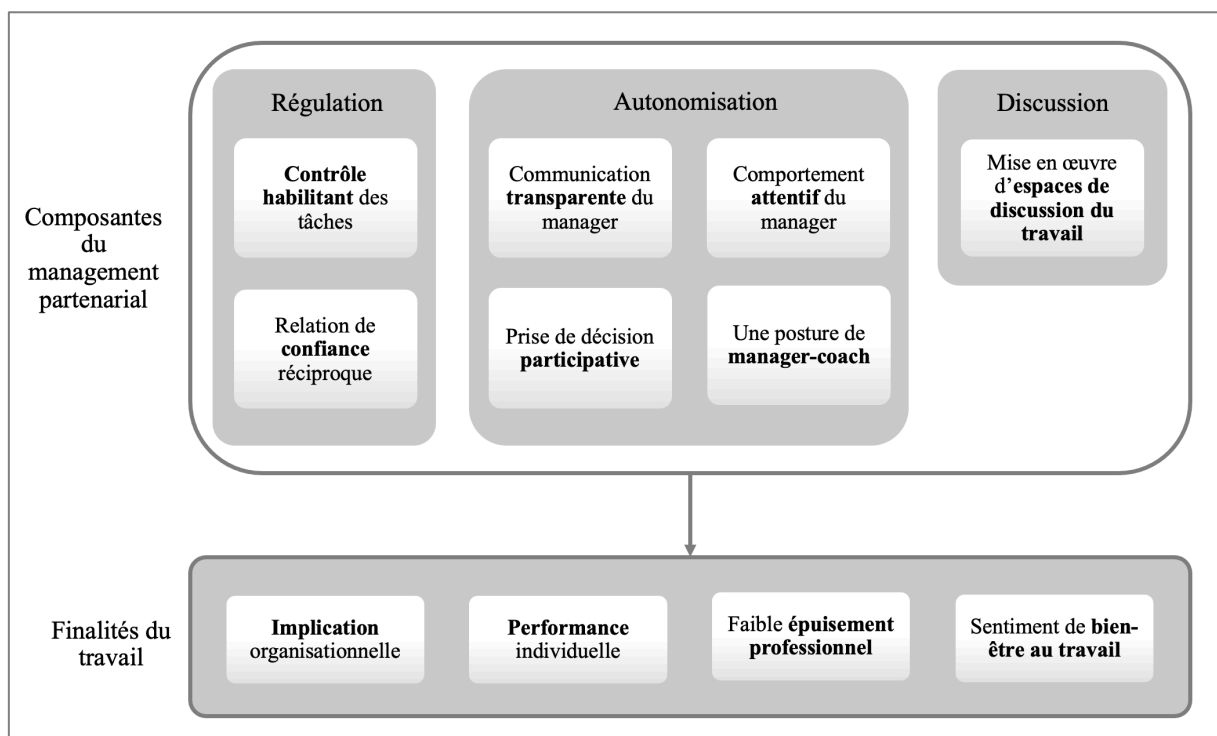 Composantes
du
management
partenarial
Régulation
Contrôle
habilitant des
tâches
Relation de
confiance
réciproque
Autonomisation
Communication
transparente du
manager
Comportement
attentif du
manager
Prise de décision
participative
Une posture de
manager-coach
Discussion
Mise en œuvre
d’espaces de
discussion du
travail
Finalités du
travail
Implication
organisationnelle
Performance
individuelle
Faible épuisement
professionnel
Sentiment de bien-
être au travail